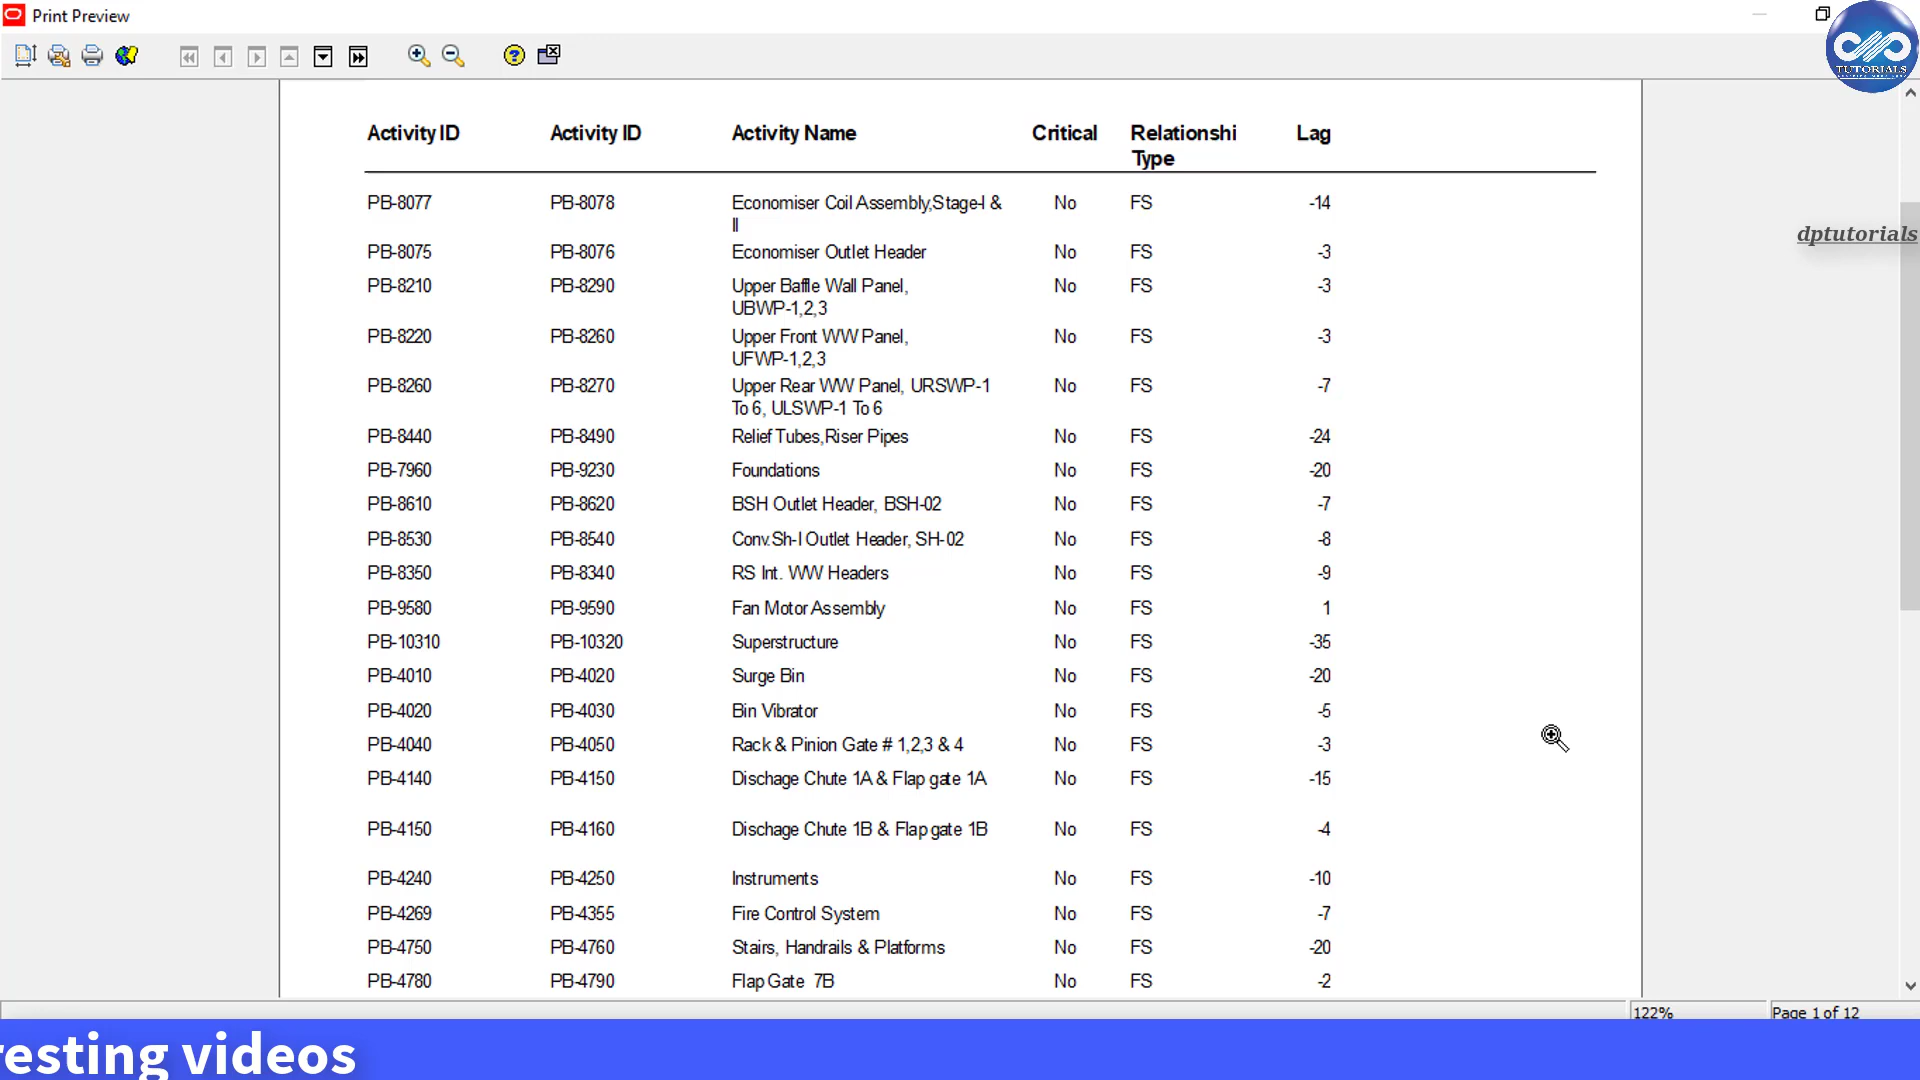 Print Preview
TUTORIALS
Activity ID Activity ID Activity Name Critical Relationshi Lag
Type
dptutorials
PB-8077 PB-8078 Economiser Coil Assembly,Stage-I & No FS -14
II
PB-8075 PB-8076 Economiser Outlet Header No FS -3
PB-8210 PB-8290 Upper Baffle Wall Panel, No FS -3
UBWP-1,2,3
PB-8220 PB-8260 Upper Front WW Panel, No FS -3
UFWP-1,2,3
PB-8260 PB-8270 Upper Rear WW Panel, URSWP-1 No FS -7
To 6, ULSWP-1 To 6
PB-8440 PB-8490 Relief Tubes,Riser Pipes No FS -24
PB-7960 PB-9230 Foundations No FS -20
PB-8610 PB-8620 BSH Outlet Header, BSH-02 No FS -7
PB-8530 PB-8540 Conv.Sh-I Outlet Header, SH-02 No FS -8
PB-8350 PB-8340 RS Int. WW Headers No FS -9
PB-9580 PB-9590 Fan Motor Assembly No FS 1
PB-10310 PB-10320 Superstructure No FS -35
PB-4010 PB-4020 Surge Bin No FS -20
PB-4020 PB-4030 Bin Vibrator No FS -5
PB-4040 PB-4050 Rack & Pinion Gate # 1,2,3 & 4 No FS -3
PB-4140 PB-4150 Dischage Chute 1A & Flap gate 1A No FS -15
PB-4150 PB-4160 Dischage Chute 1B & Flap gate 1B No FS -4
PB-4240 PB-4250 Instruments No FS -10
PB-4269 PB-4355 Fire Control System No FS -7
PB-4750 PB-4760 Stairs, Handrails & Platforms No FS -20
PB-4780 PB-4790 Flap Gate 7B No FS -2
122% Page 1 of 12
resting videos